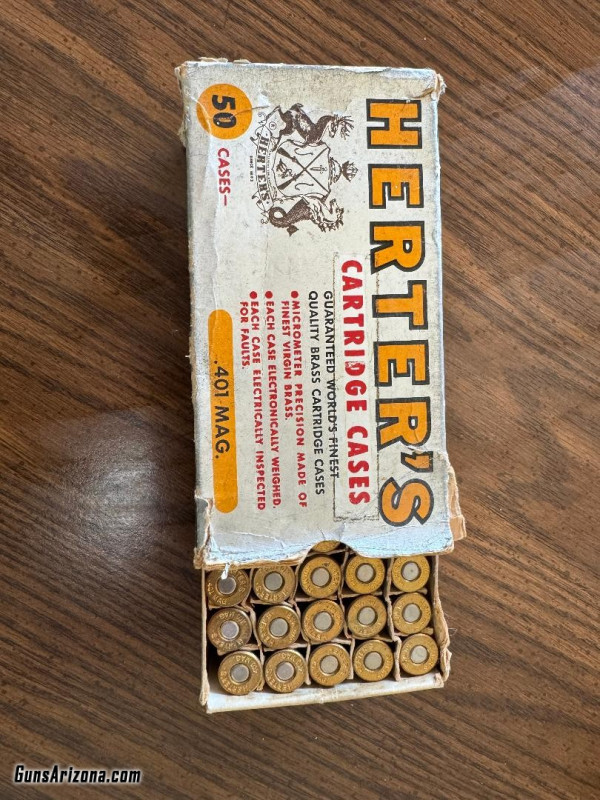 HERTER'S
CARTRIDGE CASES
GUARANTEED WORLD'S FINEST
QUALITY BRASS CARTRIDGE CASES
•MICROMETER PRECISION MADE OF
FINEST VIRGIN BRASS.
•EACH CASE ELECTRONICALLY WEIGHED.
•EACH CASE ELECTRICALLY INSPECTED
FOR FAULTS.
HERTER'S
50 CASES—
.401 MAG.
GunsArizona.com